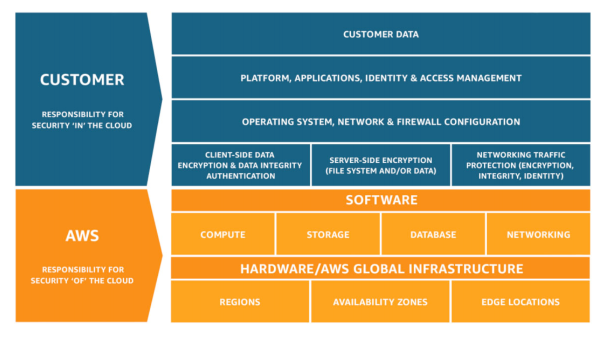 CUSTOMER
RESPONSIBILITY FOR
SECURITY 'IN' THE CLOUD
CUSTOMER DATA
PLATFORM, APPLICATIONS, IDENTITY & ACCESS MANAGEMENT
OPERATING SYSTEM, NETWORK & FIREWALL CONFIGURATION
CLIENT-SIDE DATA
ENCRYPTION & DATA INTEGRITY
AUTHENTICATION
SERVER-SIDE ENCRYPTION
(FILE SYSTEM AND/OR DATA)
NETWORKING TRAFFIC
PROTECTION (ENCRYPTION,
INTEGRITY, IDENTITY)
AWS
RESPONSIBILITY FOR
SECURITY 'OF' THE CLOUD
SOFTWARE
COMPUTE
STORAGE
DATABASE
NETWORKING
HARDWARE/AWS GLOBAL INFRASTRUCTURE
REGIONS
AVAILABILITY ZONES
EDGE LOCATIONS